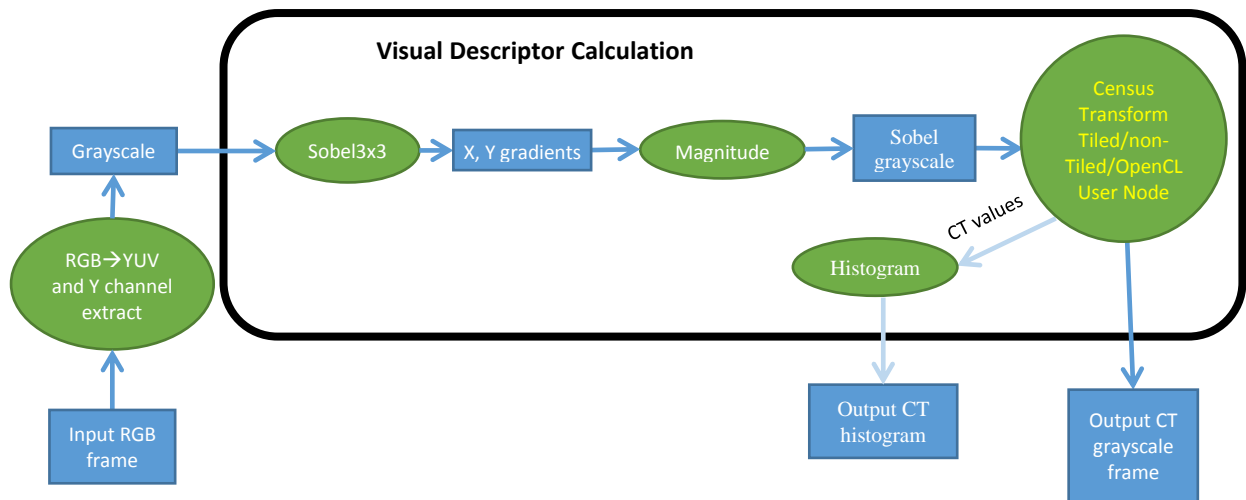 Visual Descriptor Calculation
Grayscale
Sobel3x3
X, Y gradients
Magnitude
Sobel
grayscale
Census
Transform
Tiled/non-
Tiled/OpenCL
User Node
CT values
Histogram
RGB→YUV
and Y channel
extract
Input RGB
frame
Output CT
histogram
Output CT
grayscale
frame